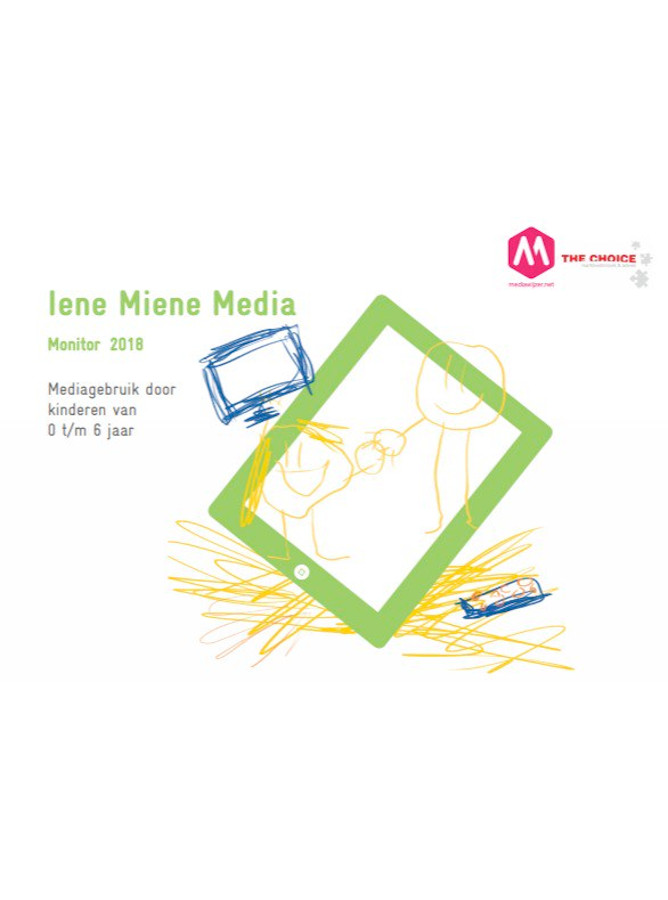 THE CHOICE
mediawijzer.net
Iene Miene Media
Monitor 2018
Mediagebruik door
kinderen van
0 t/m 6 jaar